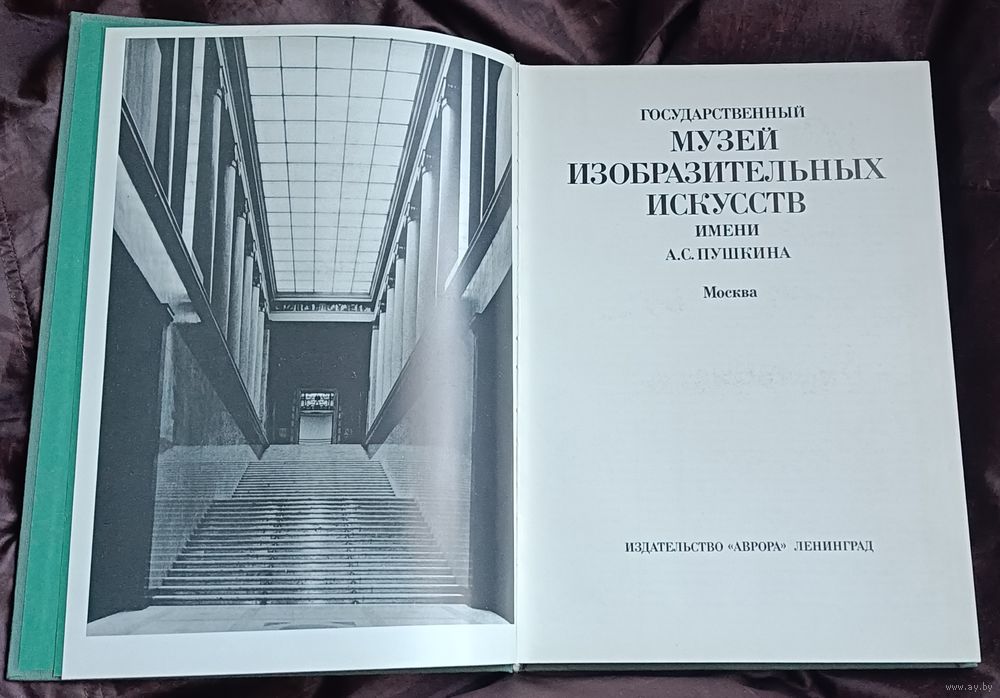 ГОСУДАРСТВЕННЫЙ
МУЗЕЙ
ИЗОБРАЗИТЕЛЬНЫХ
ИСКУССТВ
ИМЕНИ
А.С. ПУШКИНА
Москва
ИЗДАТЕЛЬСТВО «АВРОРА» ЛЕНИНГРАД
www.ay.by